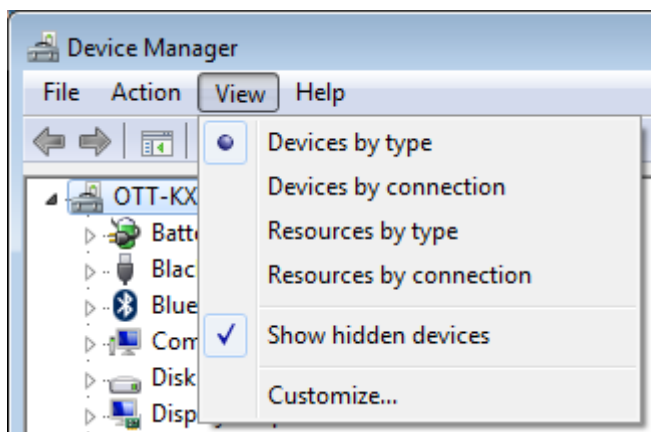 Device Manager
File Action View Help
Devices by type
Devices by connection
Resources by type
Resources by connection
Show hidden devices
Customize...
OTT-KX
Batt
Blac
Blue
Com
Disk
Disp